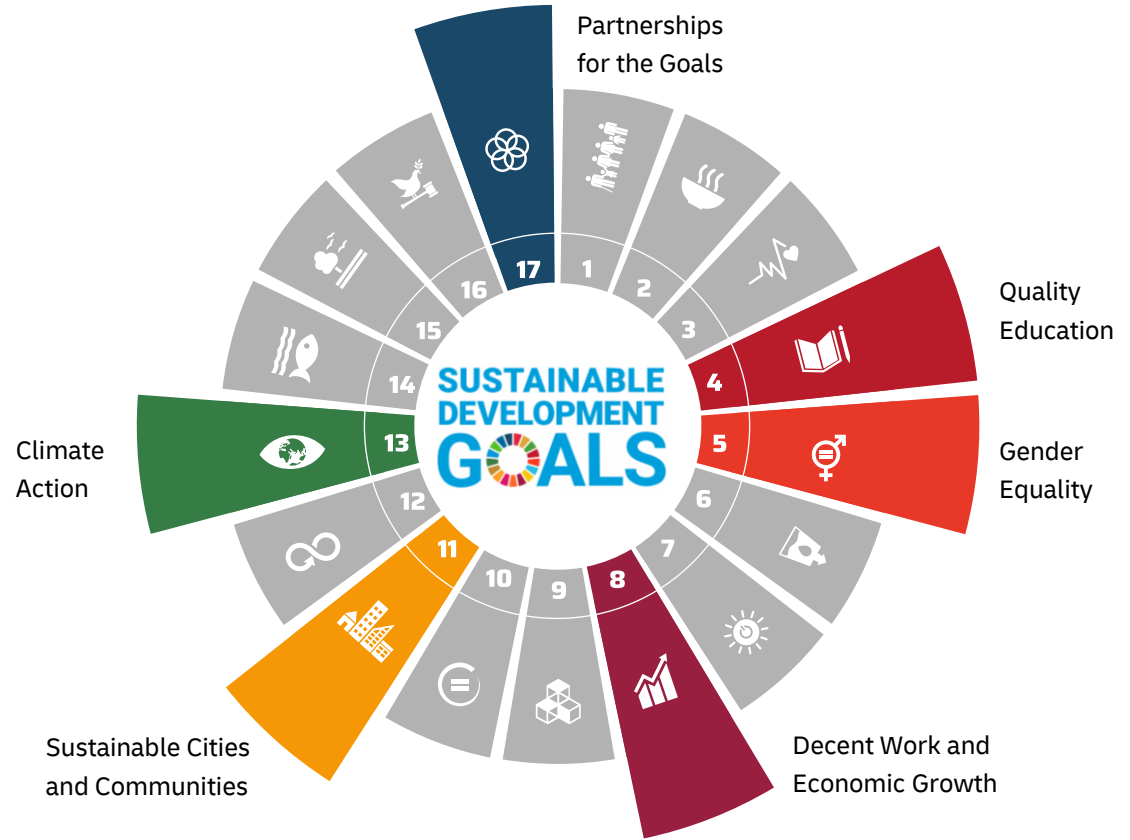 Partnerships
for the Goals
Quality
Education
Gender
Equality
Decent Work and
Economic Growth
Sustainable Cities
and Communities
Climate
Action
1
2
3
4
5
6
7
8
9
10
11
12
13
14
15
16
17
SUSTAINABLE
DEVELOPMENT
GOALS